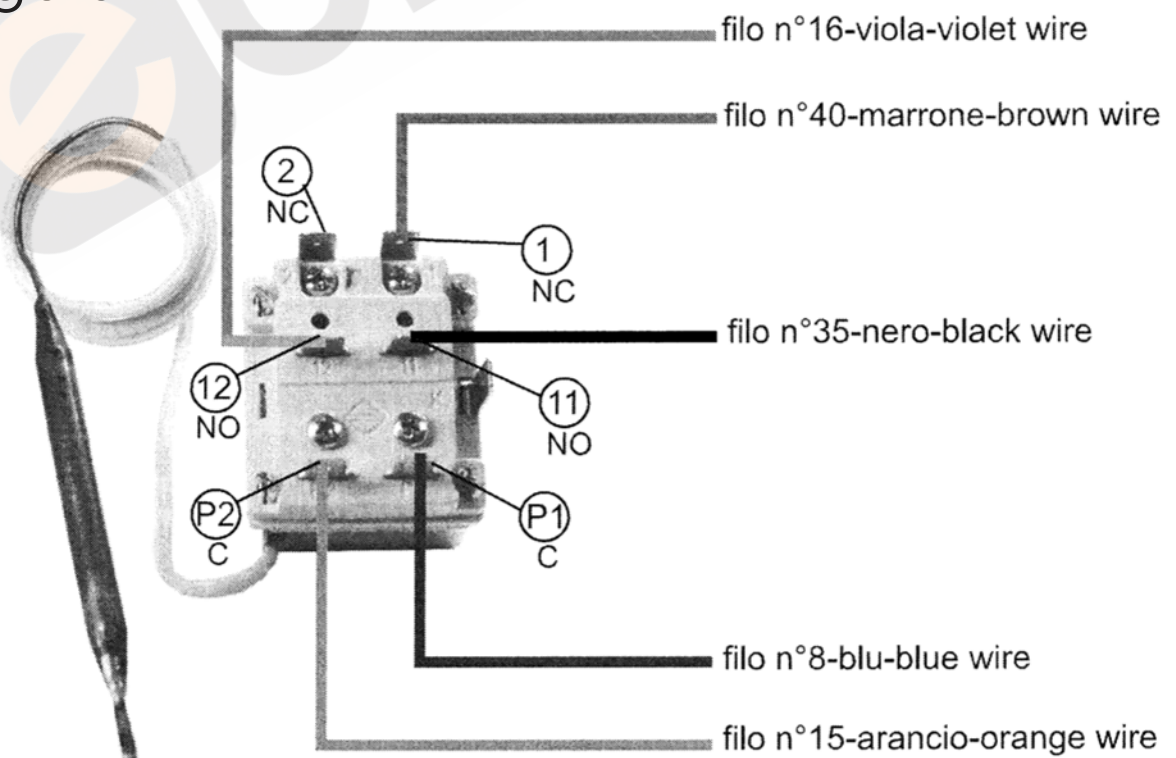 filo n°16-viola-violet wire
filo n°40-marrone-brown wire
2
NC
1
NC
filo n°35-nero-black wire
12
NO
11
NO
P2
C
P1
C
filo n°8-blu-blue wire
filo n°15-arancio-orange wire